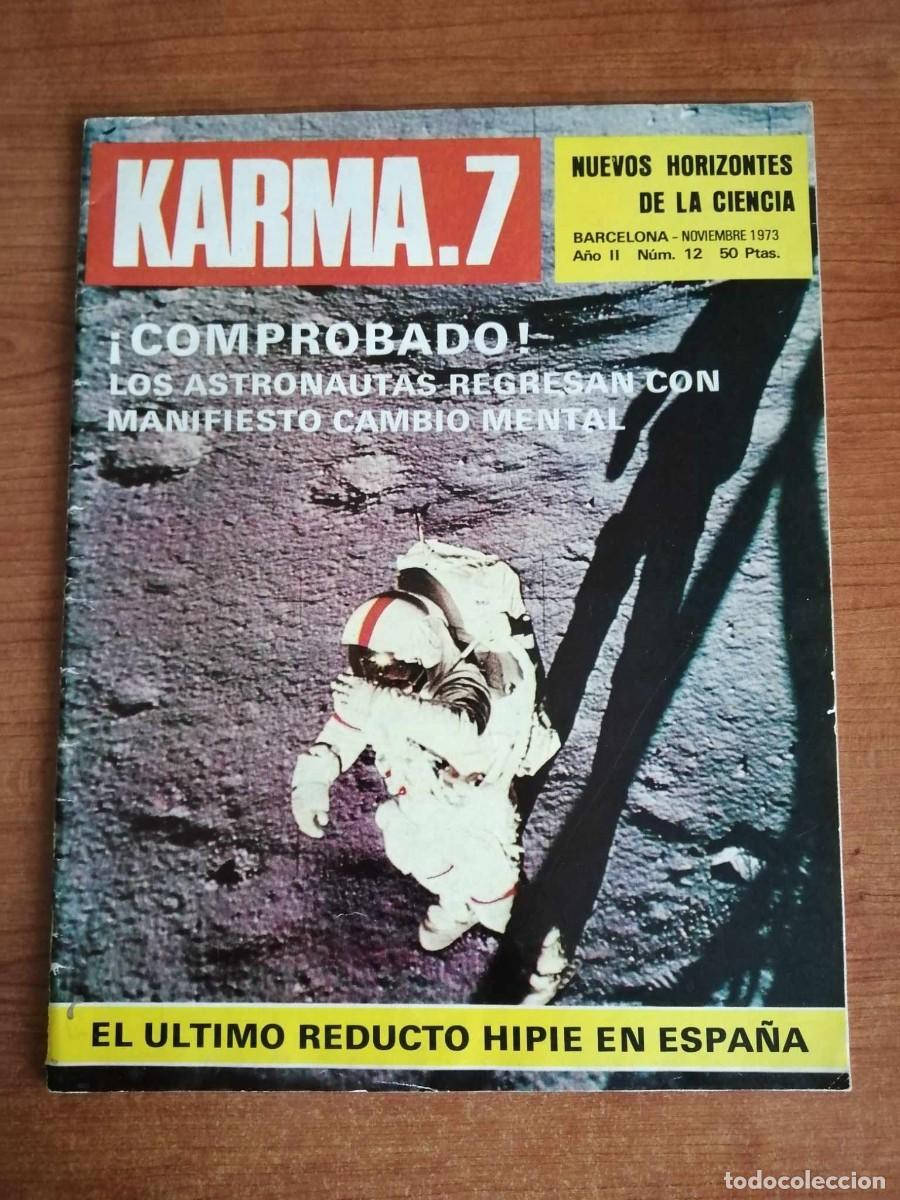 KARMA.7
NUEVOS HORIZONTES
DE LA CIENCIA
BARCELONA - NOVIEMBRE 1973
Año II Núm. 12 50 Ptas.
¡COMPROBADO!
LOS ASTRONAUTAS REGRESAN CON
MANIFIESTO CAMBIO MENTAL
EL ULTIMO REDUCTO HIPIE EN ESPAÑA
todocoleccion